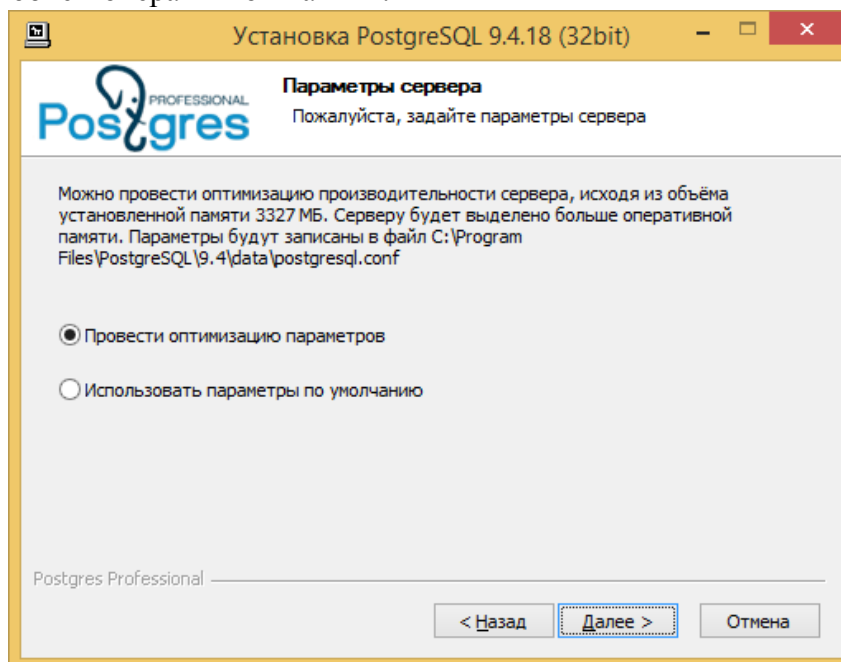 Установка PostgreSQL 9.4.18 (32bit)
PROFESSIONAL
Postgres
Параметры сервера
Пожалуйста, задайте параметры сервера
Можно провести оптимизацию производительности сервера, исходя из объёма
установленной памяти 3327 МБ. Серверу будет выделено больше оперативной
памяти. Параметры будут записаны в файл C:\Program
Files\PostgreSQL\9.4\data\postgresql.conf
Провести оптимизацию параметров
Использовать параметры по умолчанию
Postgres Professional
< Назад
Далее >
Отмена